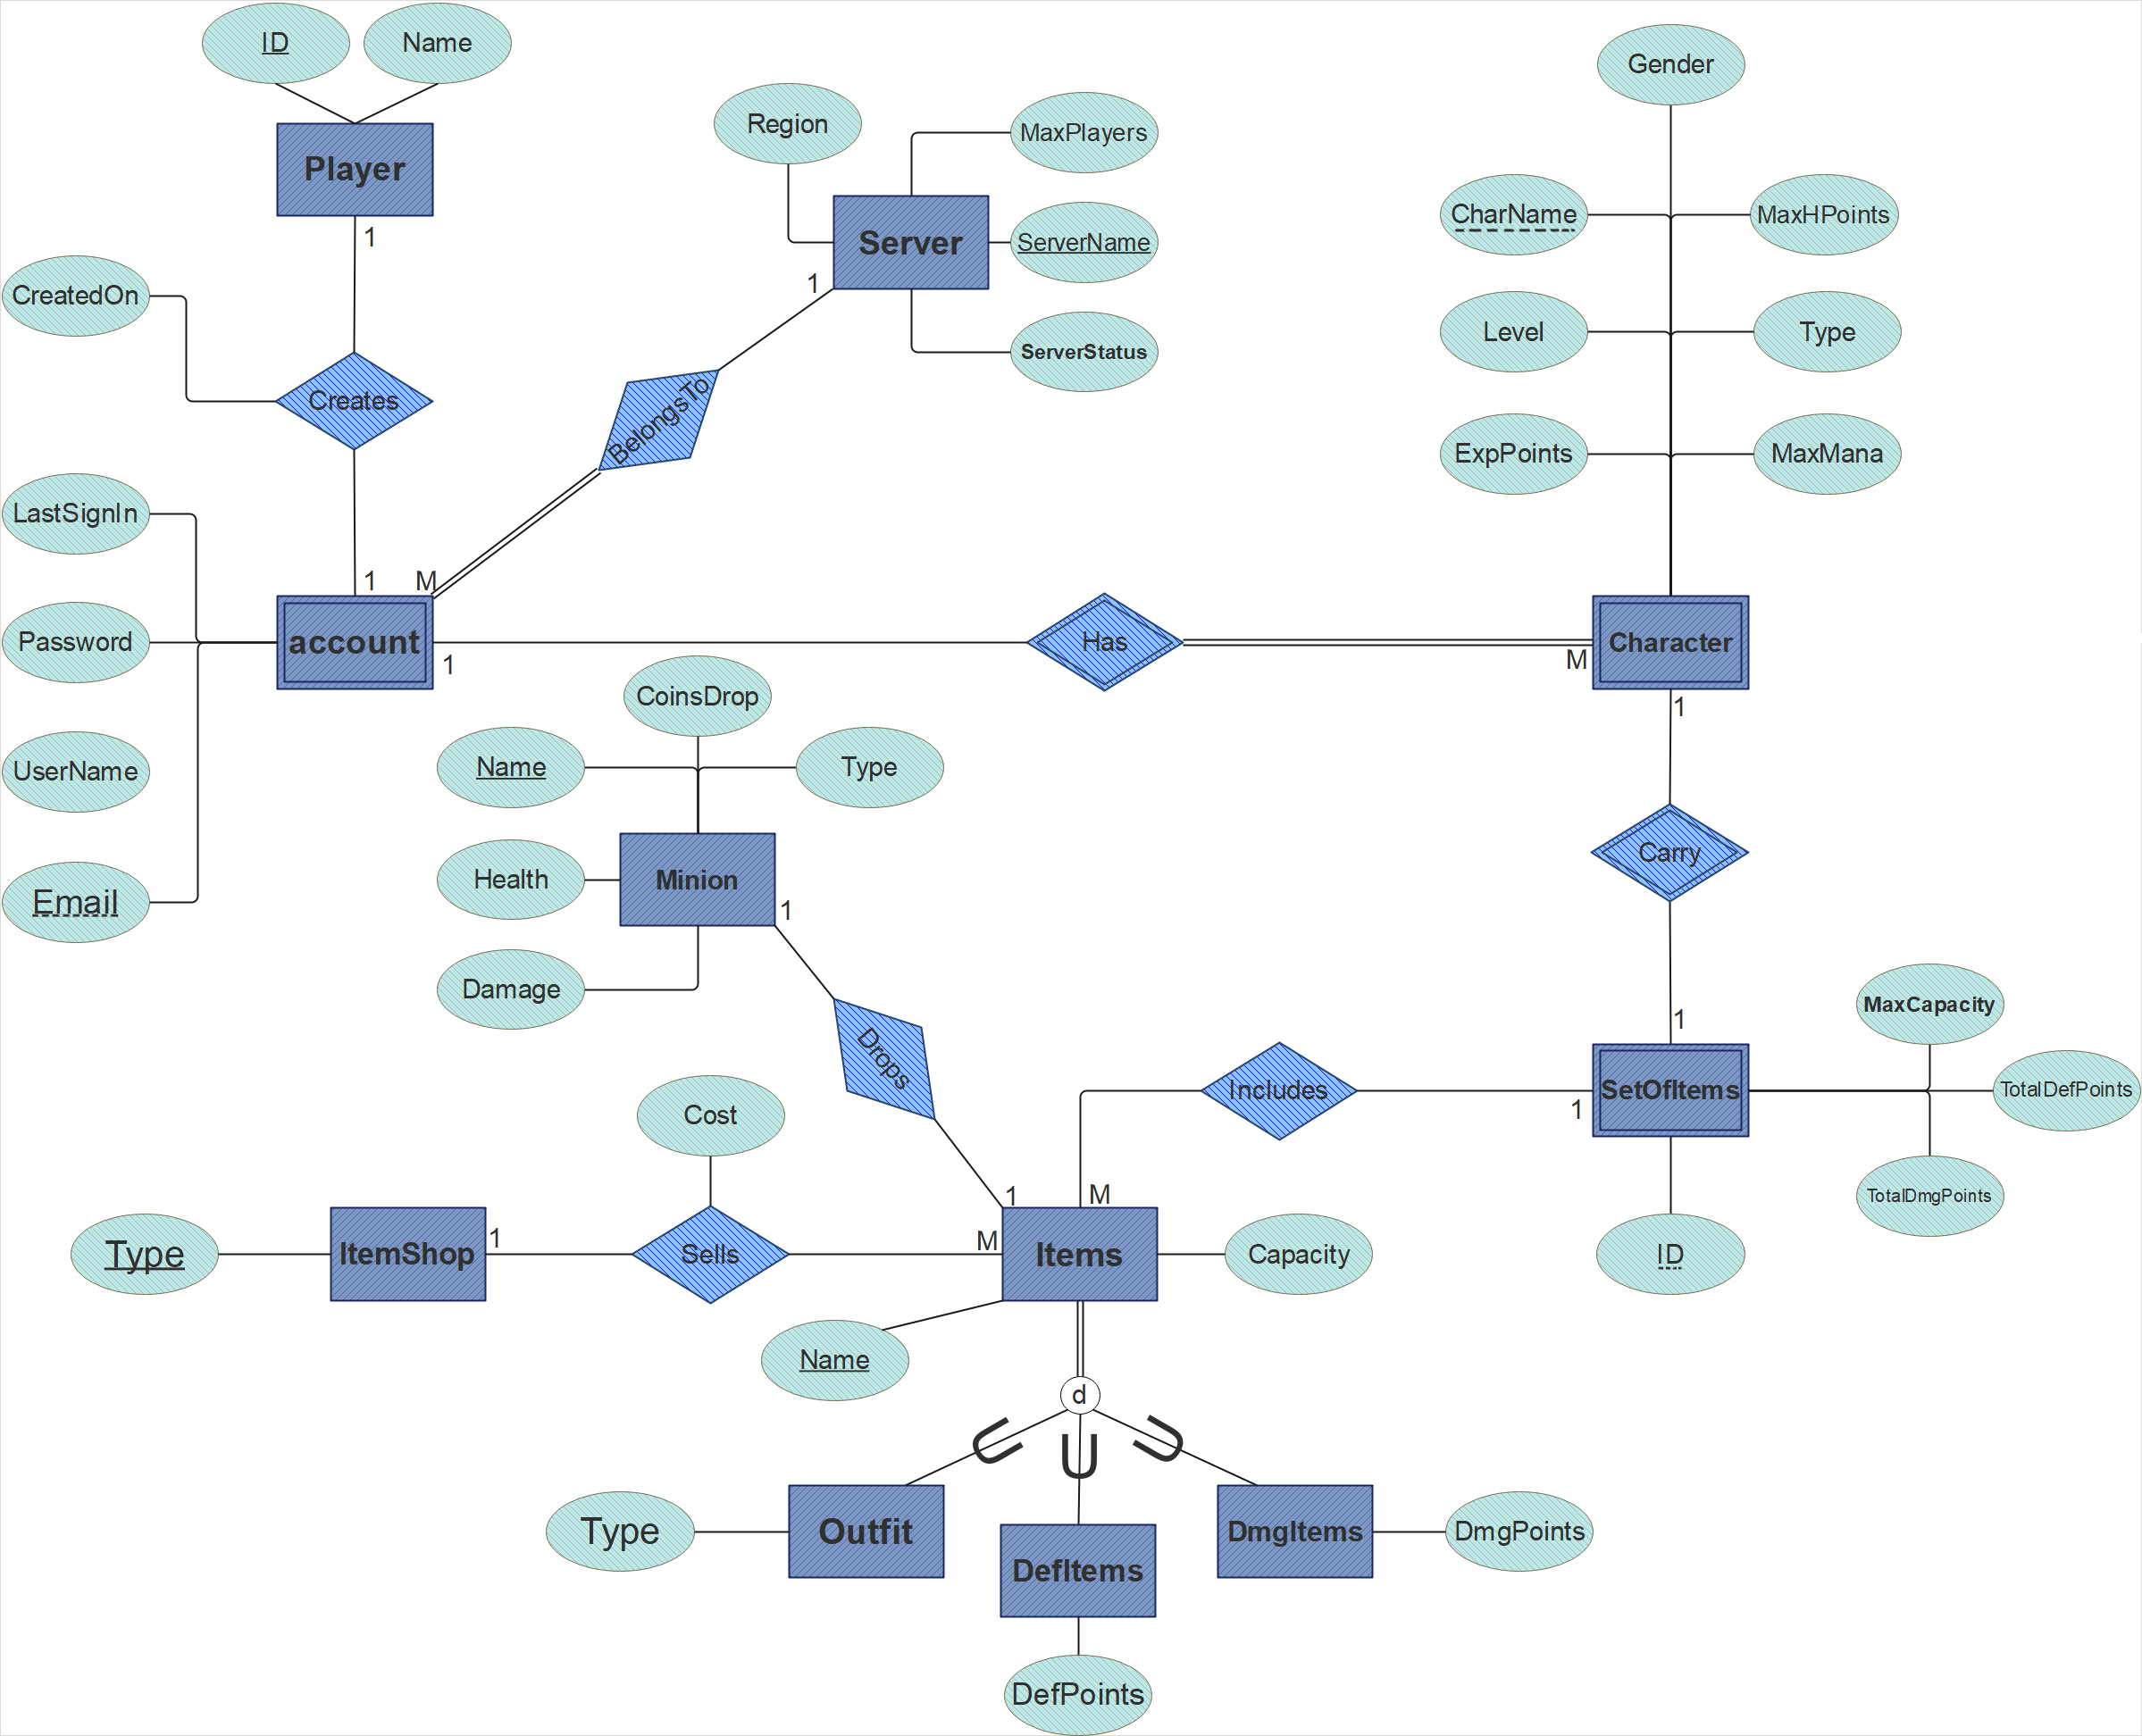 ID
Name
Player
1
CreatedOn
Creates
Region
MaxPlayers
Server
ServerName
ServerStatus
1
BelongsTo
Gender
CharName
MaxHPoints
Level
Type
ExpPoints
MaxMana
LastSignIn
Password
UserName
Email
1
M
account
1
Has
M
Character
1
CoinsDrop
Name
Type
Health
Minion
1
Damage
Carry
Drops
1
MaxCapacity
Includes
1
SetOfItems
TotalDefPoints
TotalDmgPoints
ID
Cost
Type
ItemShop
1
Sells
M
1
M
Items
Capacity
Name
d
Type
Outfit
DefItems
DmgItems
DmgPoints
DefPoints